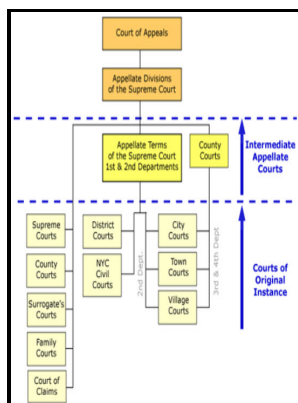 Court of Appeals
Appellate Divisions
of the Supreme Court
Appellate Terms
of the Supreme Court
1st & 2nd Departments
County
Courts
Intermediate
Appellate
Courts
Supreme
Courts
District
Courts
City
Courts
County
Courts
NYC
Civil
Courts
Town
Courts
Surrogate's
Courts
Village
Courts
Family
Courts
Court of
Claims
2nd Dept.
3rd & 4th Dept
Courts of
Original
Instance